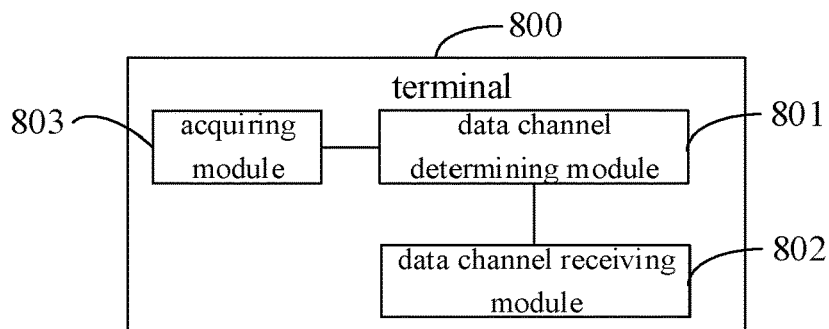 800
terminal
803
acquiring
module
data channel
determining module
801
data channel receiving
module
802